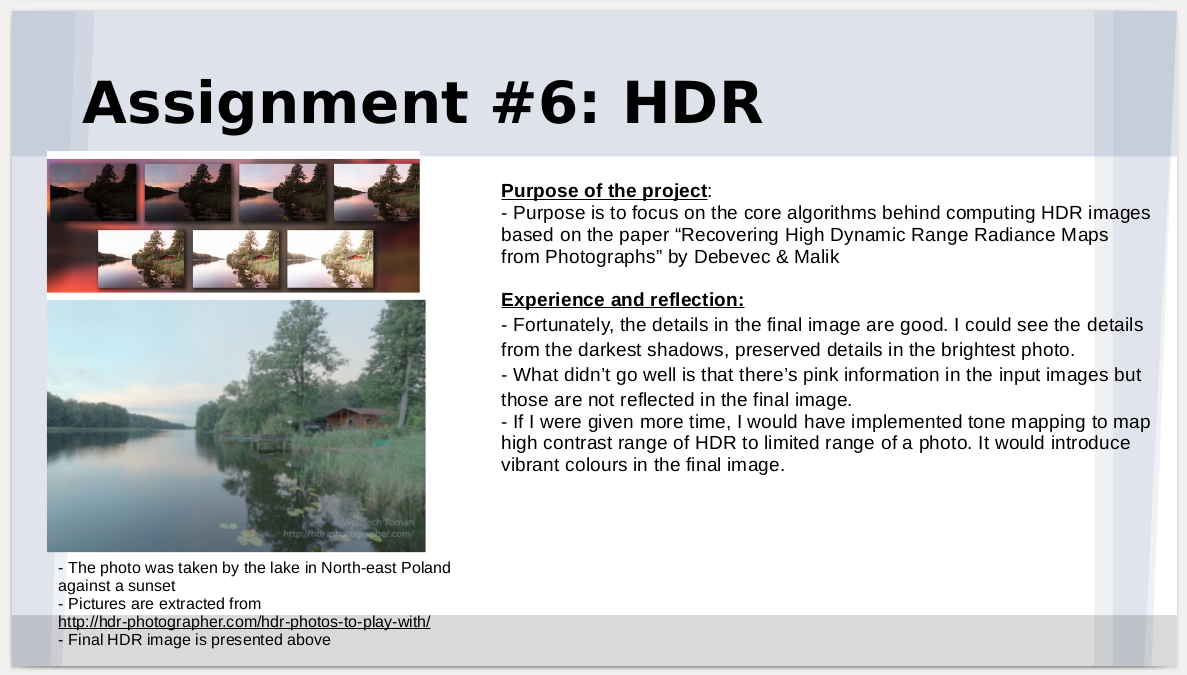 Assignment #6: HDR
Purpose of the project:
- Purpose is to focus on the core algorithms behind computing HDR images
based on the paper “Recovering High Dynamic Range Radiance Maps
from Photographs” by Debevec & Malik
Experience and reflection:
- Fortunately, the details in the final image are good. I could see the details
from the darkest shadows, preserved details in the brightest photo.
- What didn’t go well is that there’s pink information in the input images but
those are not reflected in the final image.
- If I were given more time, I would have implemented tone mapping to map
high contrast range of HDR to limited range of a photo. It would introduce
vibrant colours in the final image.
Wojciech Toman
http://hdr-photographer.com/
- The photo was taken by the lake in North-east Poland
against a sunset
- Pictures are extracted from
http://hdr-photographer.com/hdr-photos-to-play-with/
- Final HDR image is presented above